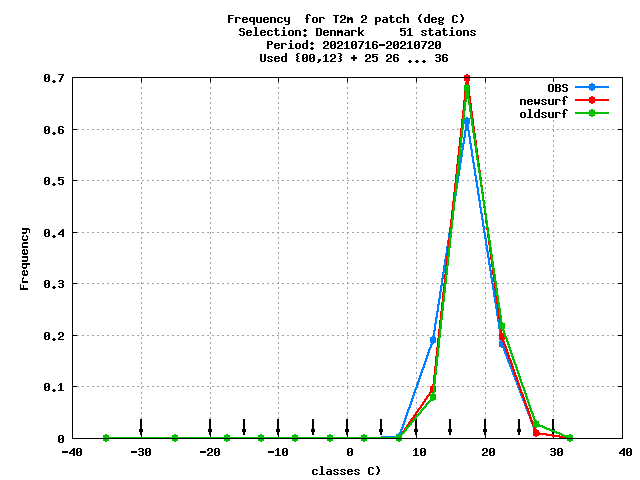 Frequency  for T2m 2 patch (deg C)
Selection: Denmark     51 stations
Period: 20210716-20210720
Used {00,12} + 25 26 ... 36
OBS
newsurf
oldsurf
Frequency
0.7
0.6
0.5
0.4
0.3
0.2
0.1
0
-40 -30 -20 -10 0 10 20 30 40
classes C)